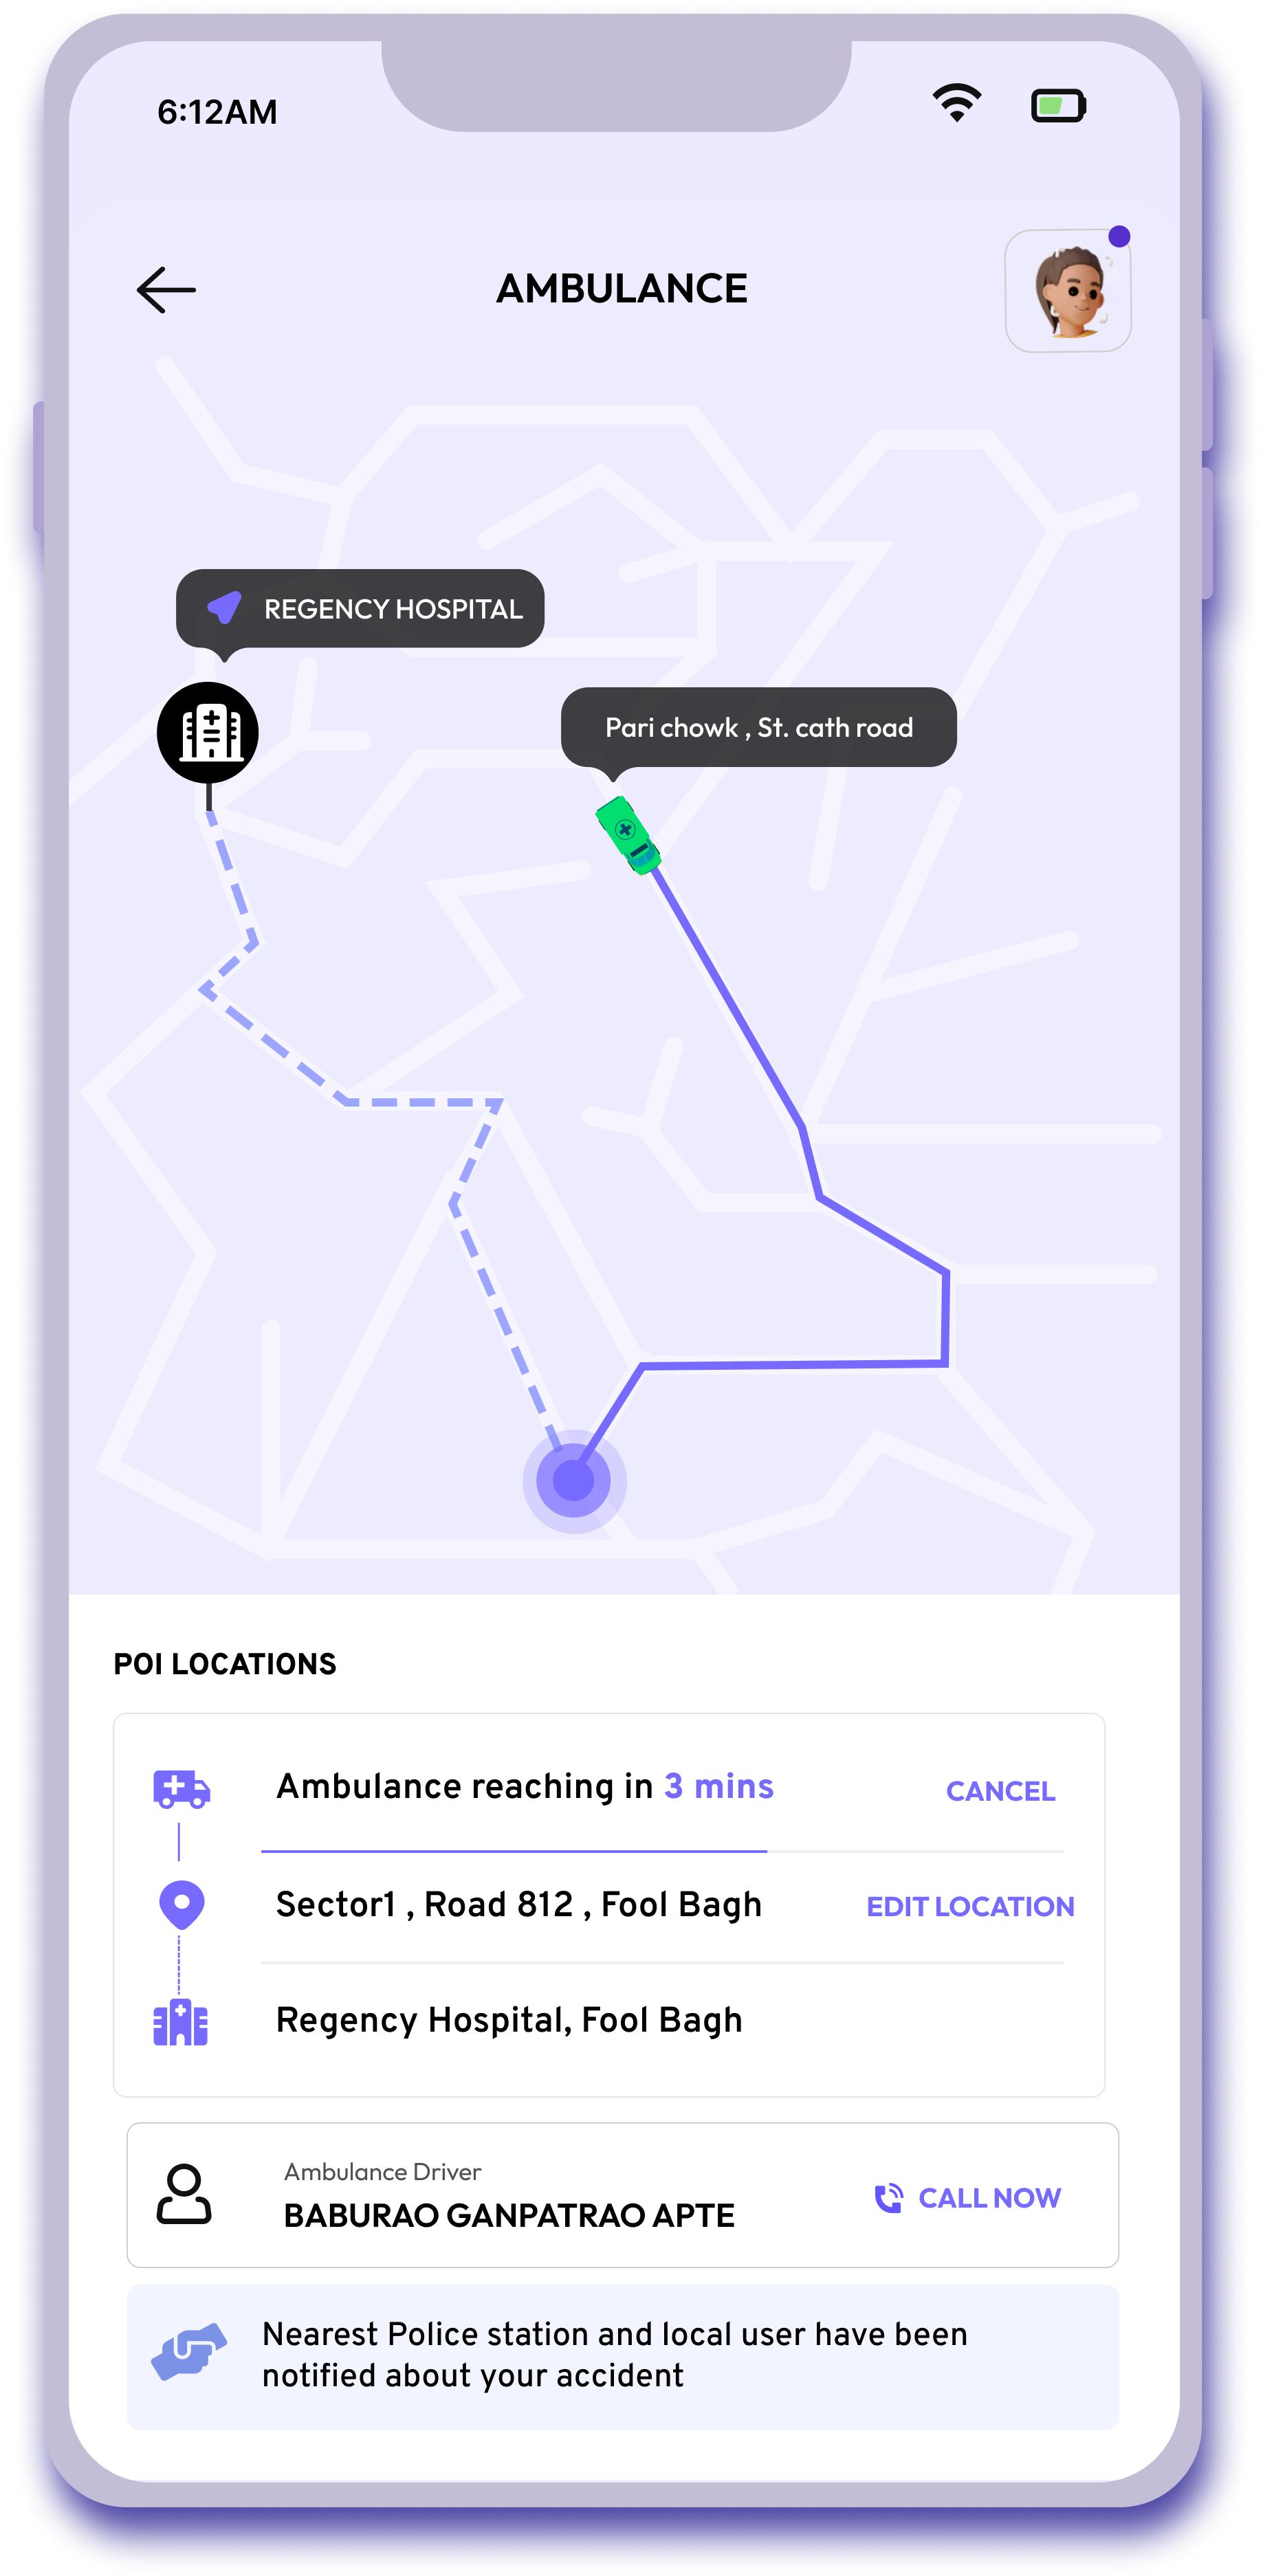 6:12AM
AMBULANCE
REGENCY HOSPITAL
Pari chowk , St. cath road
POI LOCATIONS
Ambulance reaching in 3 mins
CANCEL
Sector1 , Road 812 , Fool Bagh
EDIT LOCATION
Regency Hospital, Fool Bagh
Ambulance Driver
BABURAO GANPATRAO APTE
CALL NOW
Nearest Police station and local user have been
notified about your accident